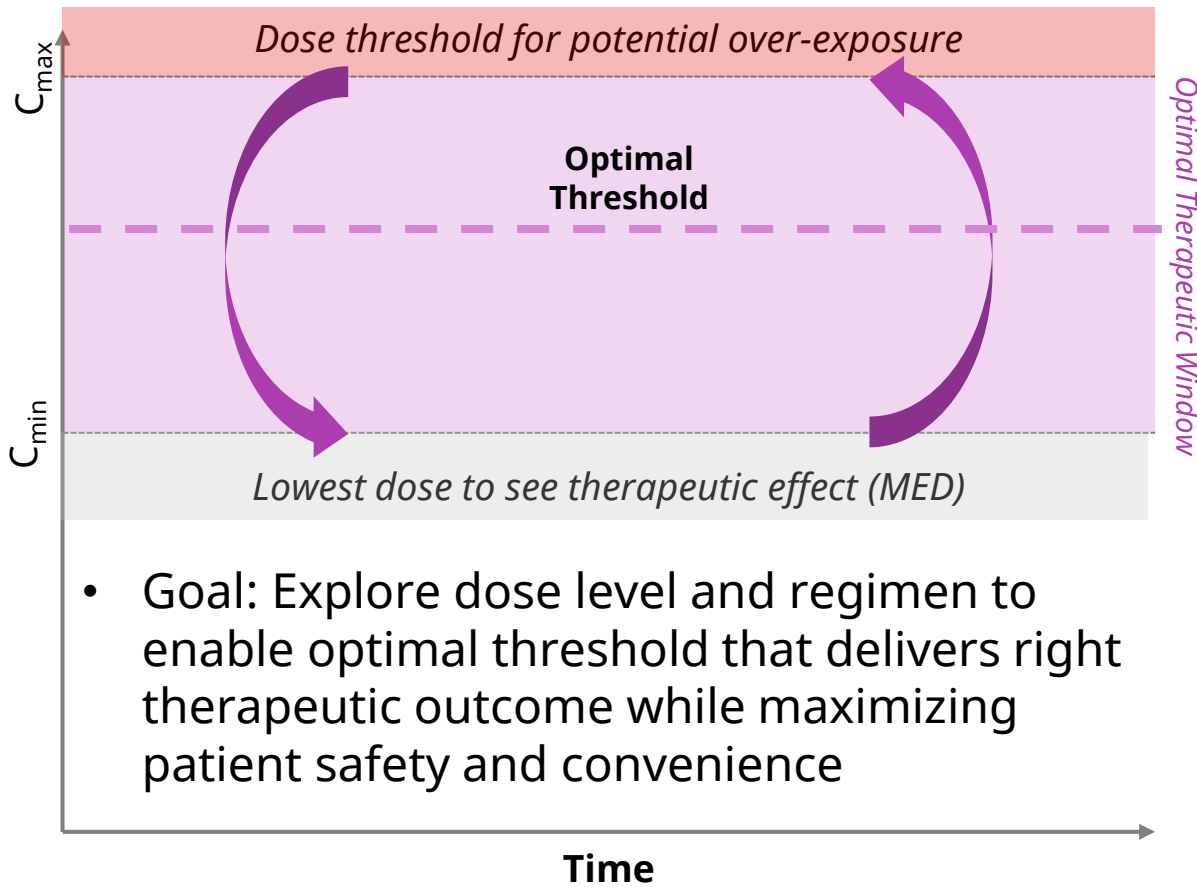 Dose threshold for potential over-exposure
Cmax
Optimal
Threshold
Optimal Therapeutic Window
Cmin
Lowest dose to see therapeutic effect (MED)
• Goal: Explore dose level and regimen to
enable optimal threshold that delivers right
therapeutic outcome while maximizing
patient safety and convenience
Time